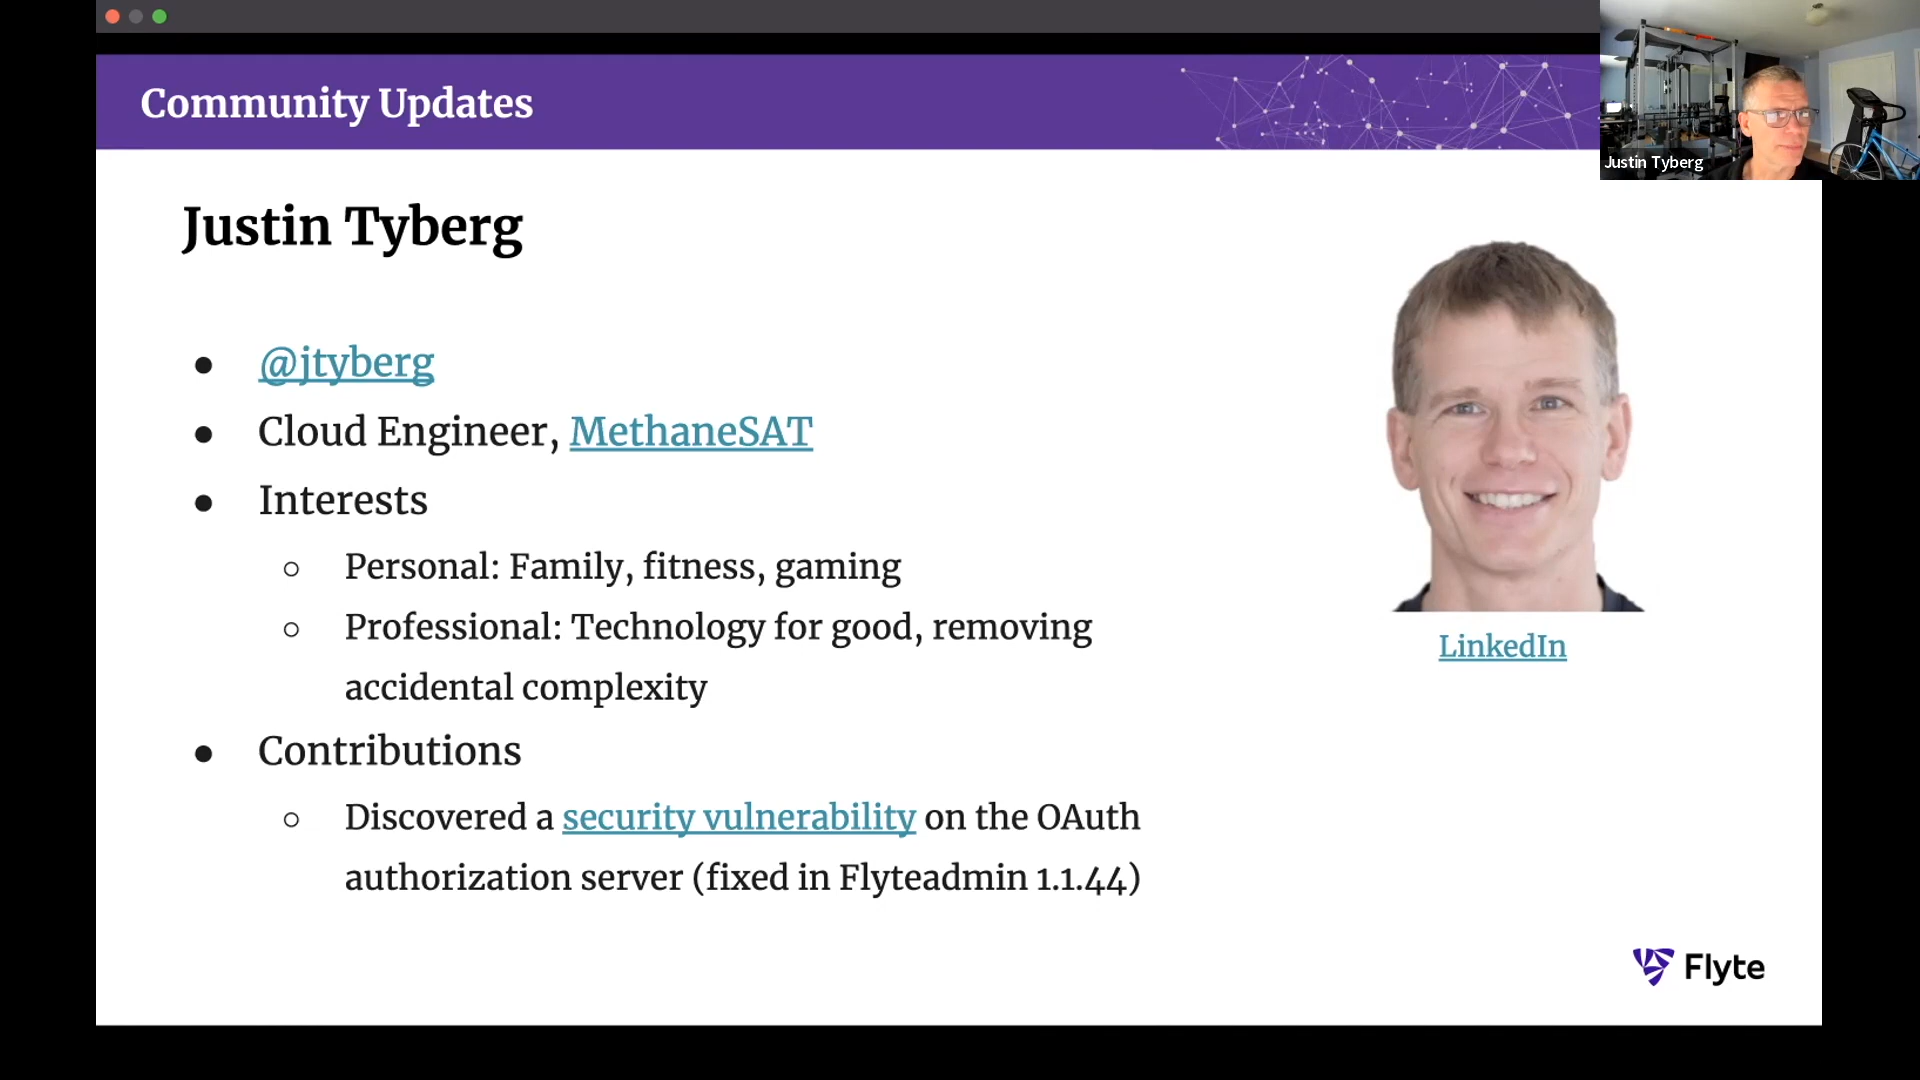 Community Updates
Justin Tyberg
Justin Tyberg
● @jtyberg
● Cloud Engineer, MethaneSAT
● Interests
○ Personal: Family, fitness, gaming
○ Professional: Technology for good, removing
accidental complexity
● Contributions
○ Discovered a security vulnerability on the OAuth
authorization server (fixed in Flyteadmin 1.1.44)
LinkedIn
Flyte